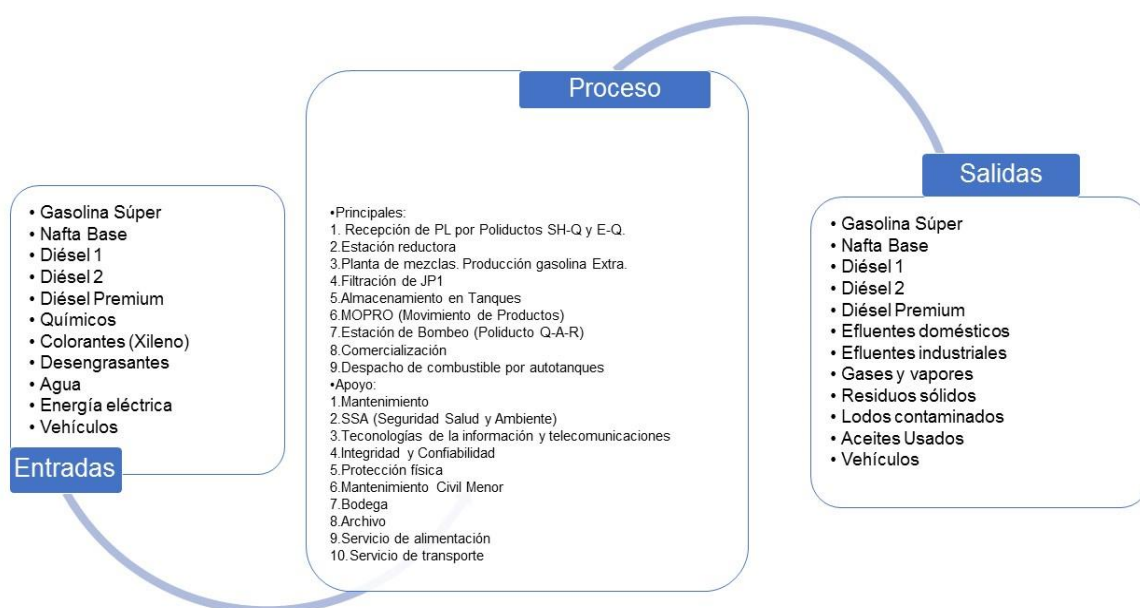 • Gasolina Súper
• Nafta Base
• Diésel 1
• Diésel 2
• Diésel Premium
• Químicos
• Colorantes (Xileno)
• Desengrasantes
• Agua
• Energía eléctrica
• Vehículos
Entradas
Proceso
•Principales:
1. Recepción de PL por Poliductos SH-Q y E-Q.
2.Estación reductora
3.Planta de mezclas. Producción gasolina Extra.
4.Filtración de JP1
5.Almacenamiento en Tanques
6.MOPRO (Movimiento de Productos)
7.Estación de Bombeo (Poliducto Q-A-R)
8.Comercialización
9.Despacho de combustible por autotanques
•Apoyo:
1.Mantenimiento
2.SSA (Seguridad Salud y Ambiente)
3.Teconologías de la información y telecomunicaciones
4.Integridad y Confiabilidad
5.Protección física
6.Mantenimiento Civil Menor
7.Bodega
8.Archivo
9.Servicio de alimentación
10.Servicio de transporte
Salidas
• Gasolina Súper
• Nafta Base
• Diésel 1
• Diésel 2
• Diésel Premium
• Efluentes domésticos
• Efluentes industriales
• Gases y vapores
• Residuos sólidos
• Lodos contaminados
• Aceites Usados
• Vehículos